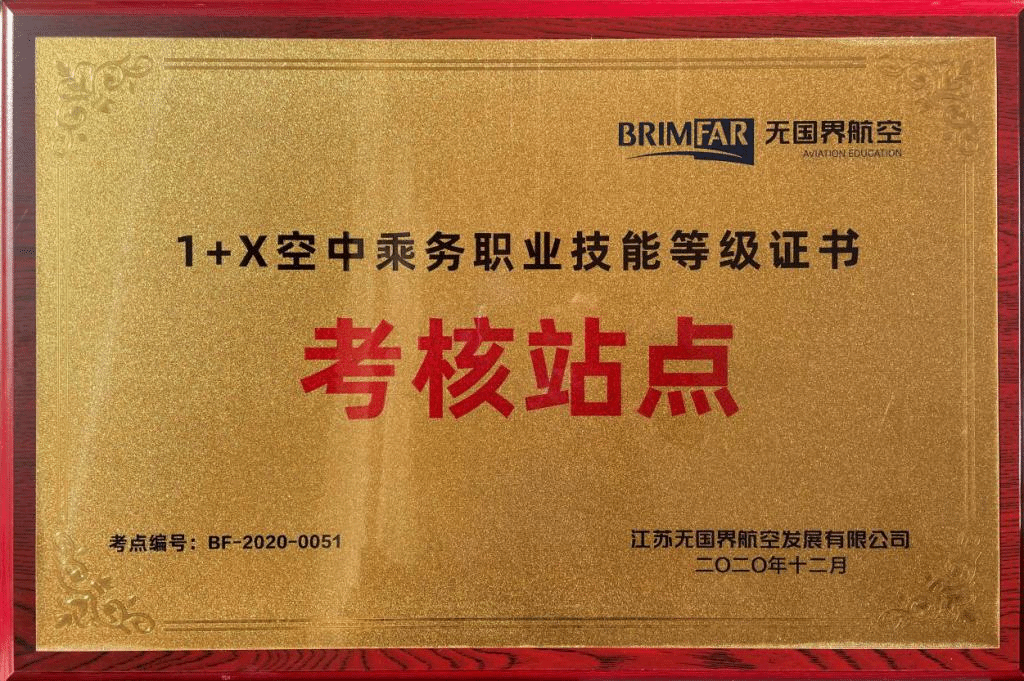 BRIMFAR 无国界航空
AVIATION EDUCATION
1+X空中乘务职业技能等级证书
考核站点
考点编号：BF-2020-0051
江苏无国界航空发展有限公司
二〇二〇年十二月